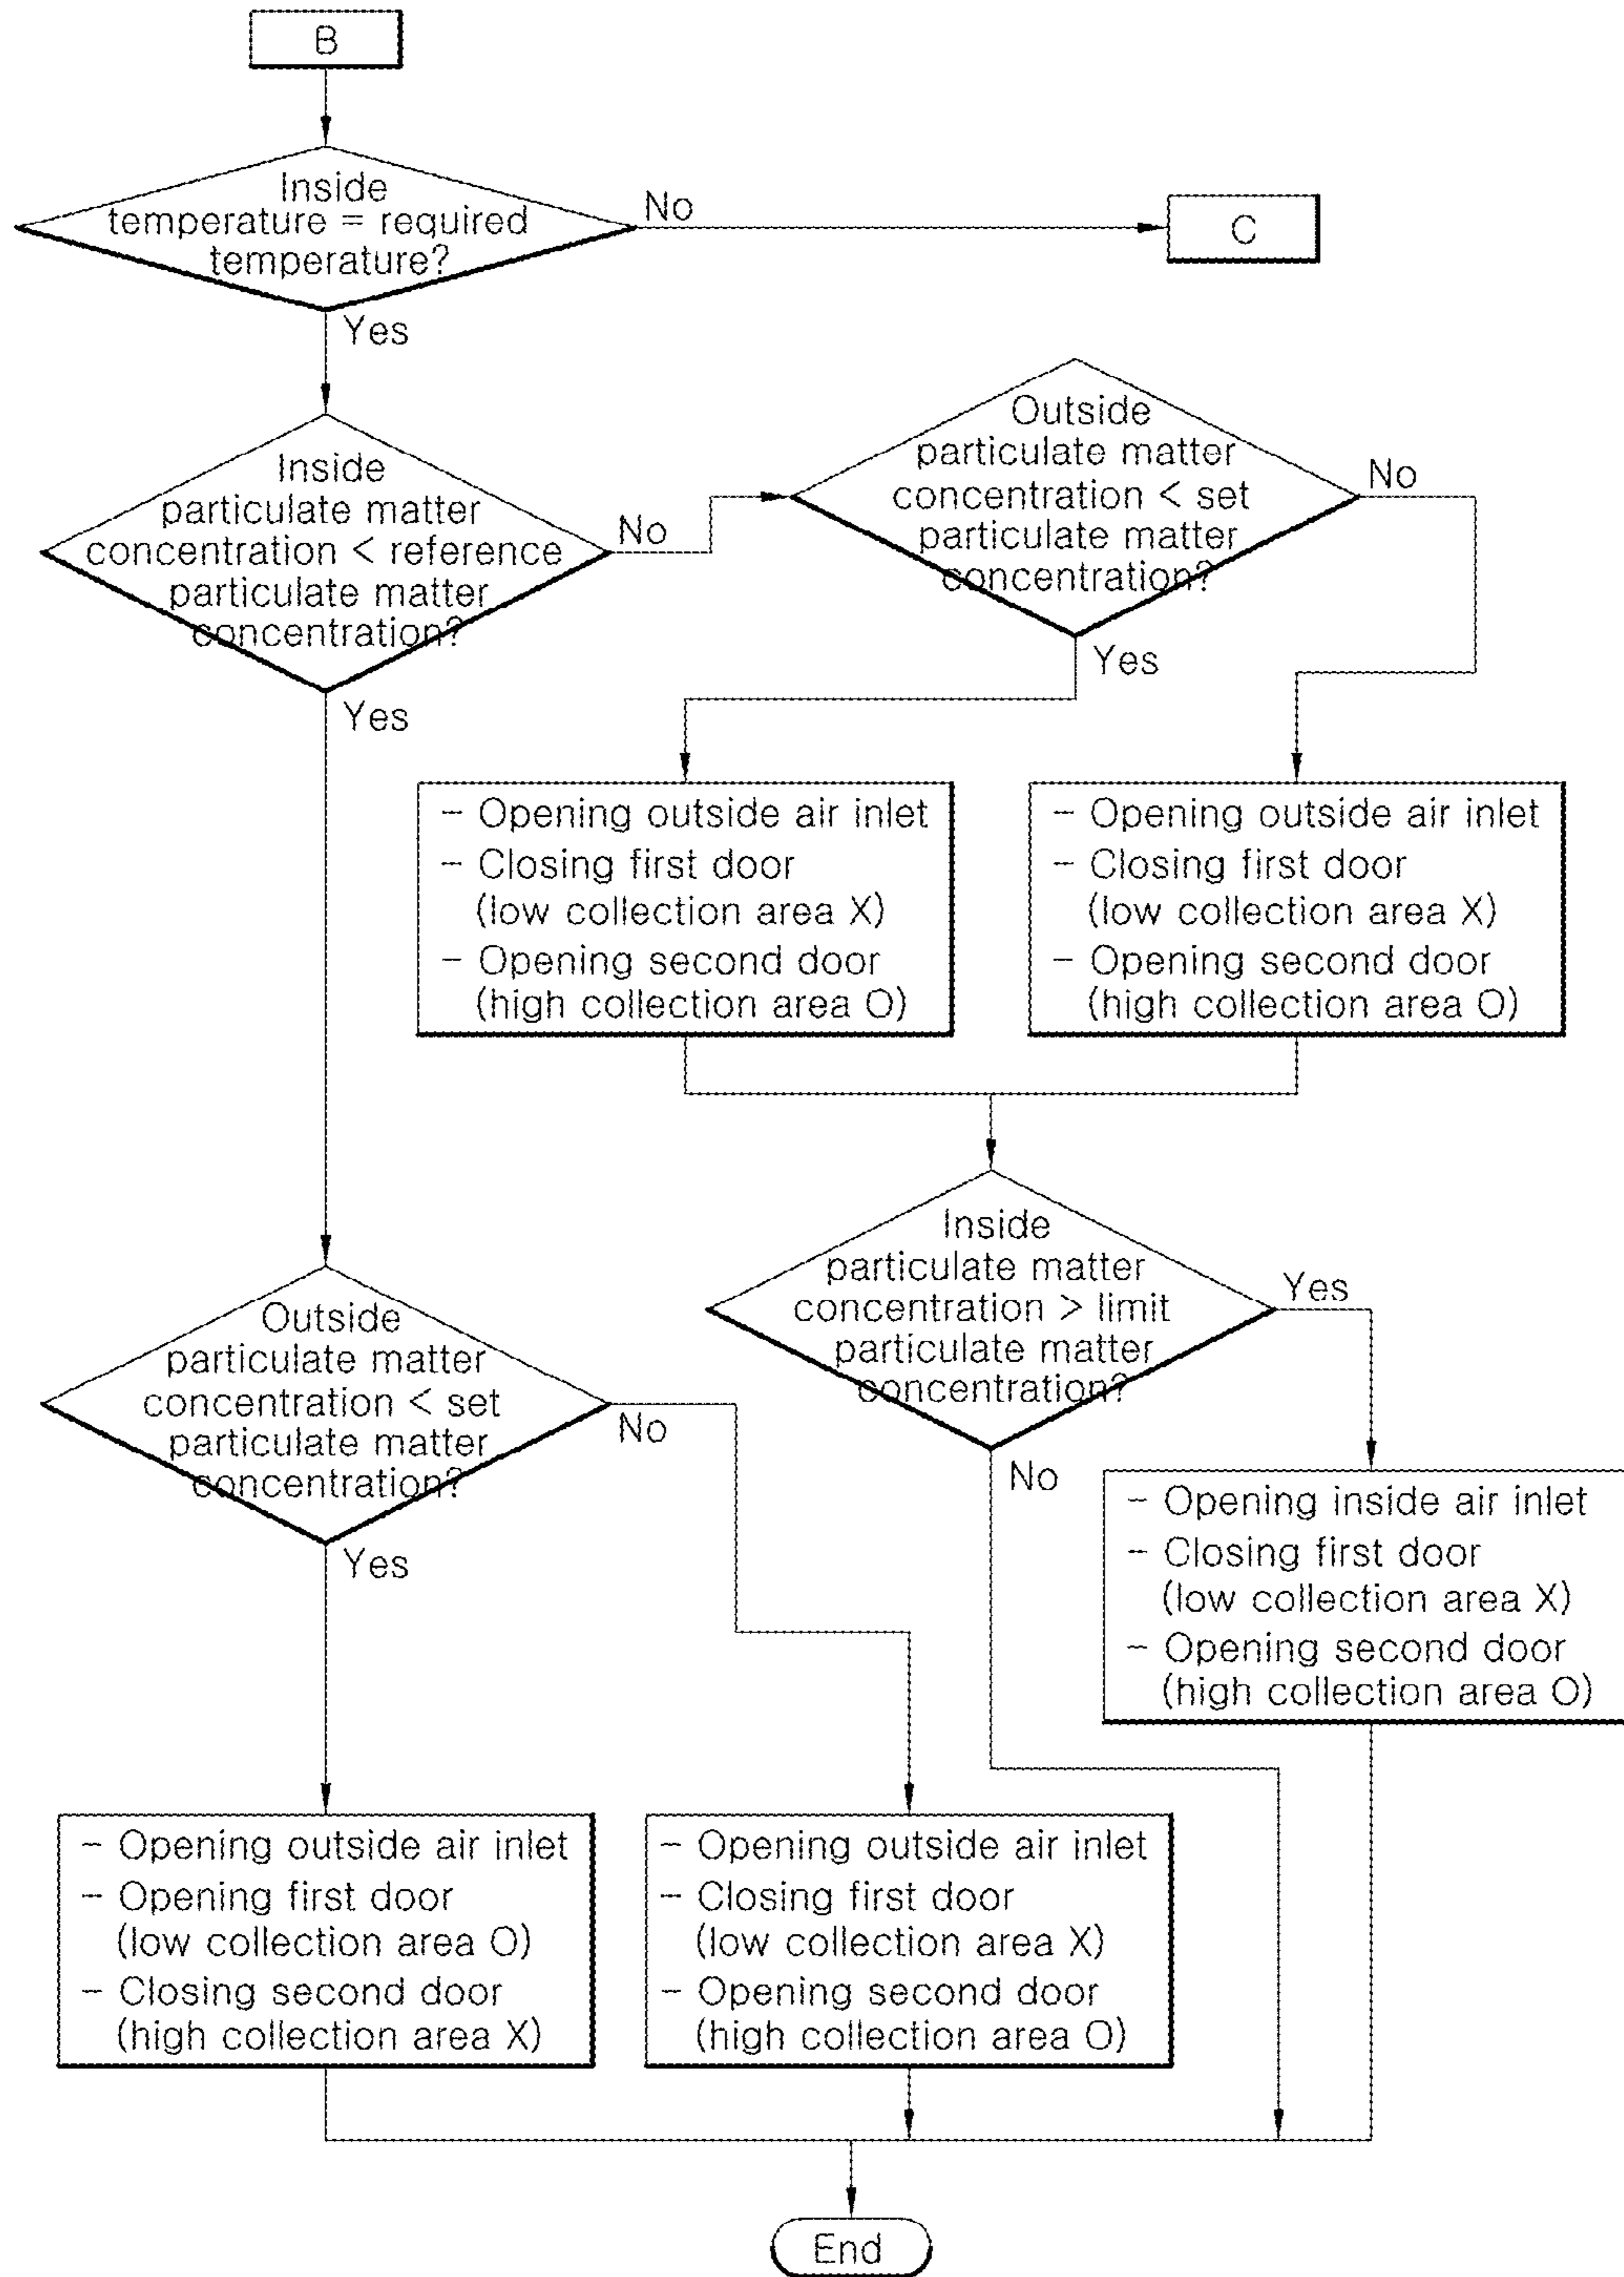 B
Inside
temperature = required
temperature?
No
C
Yes
Inside
particulate matter
concentration < reference
particulate matter
concentration?
No
Yes
Outside
particulate matter
concentration < set
particulate matter
concentration?
No
Yes
- Opening outside air inlet
- Closing first door
(low collection area X)
- Opening second door
(high collection area O)
- Opening outside air inlet
- Closing first door
(low collection area X)
- Opening second door
(high collection area O)
Inside
particulate matter
concentration > limit
particulate matter
concentration?
Yes
No
- Opening inside air inlet
- Closing first door
(low collection area X)
- Opening second door
(high collection area O)
Outside
particulate matter
concentration < set
particulate matter
concentration?
No
Yes
- Opening outside air inlet
- Opening first door
(low collection area O)
- Closing second door
(high collection area X)
- Opening outside air inlet
- Closing first door
(low collection area X)
- Opening second door
(high collection area O)
End